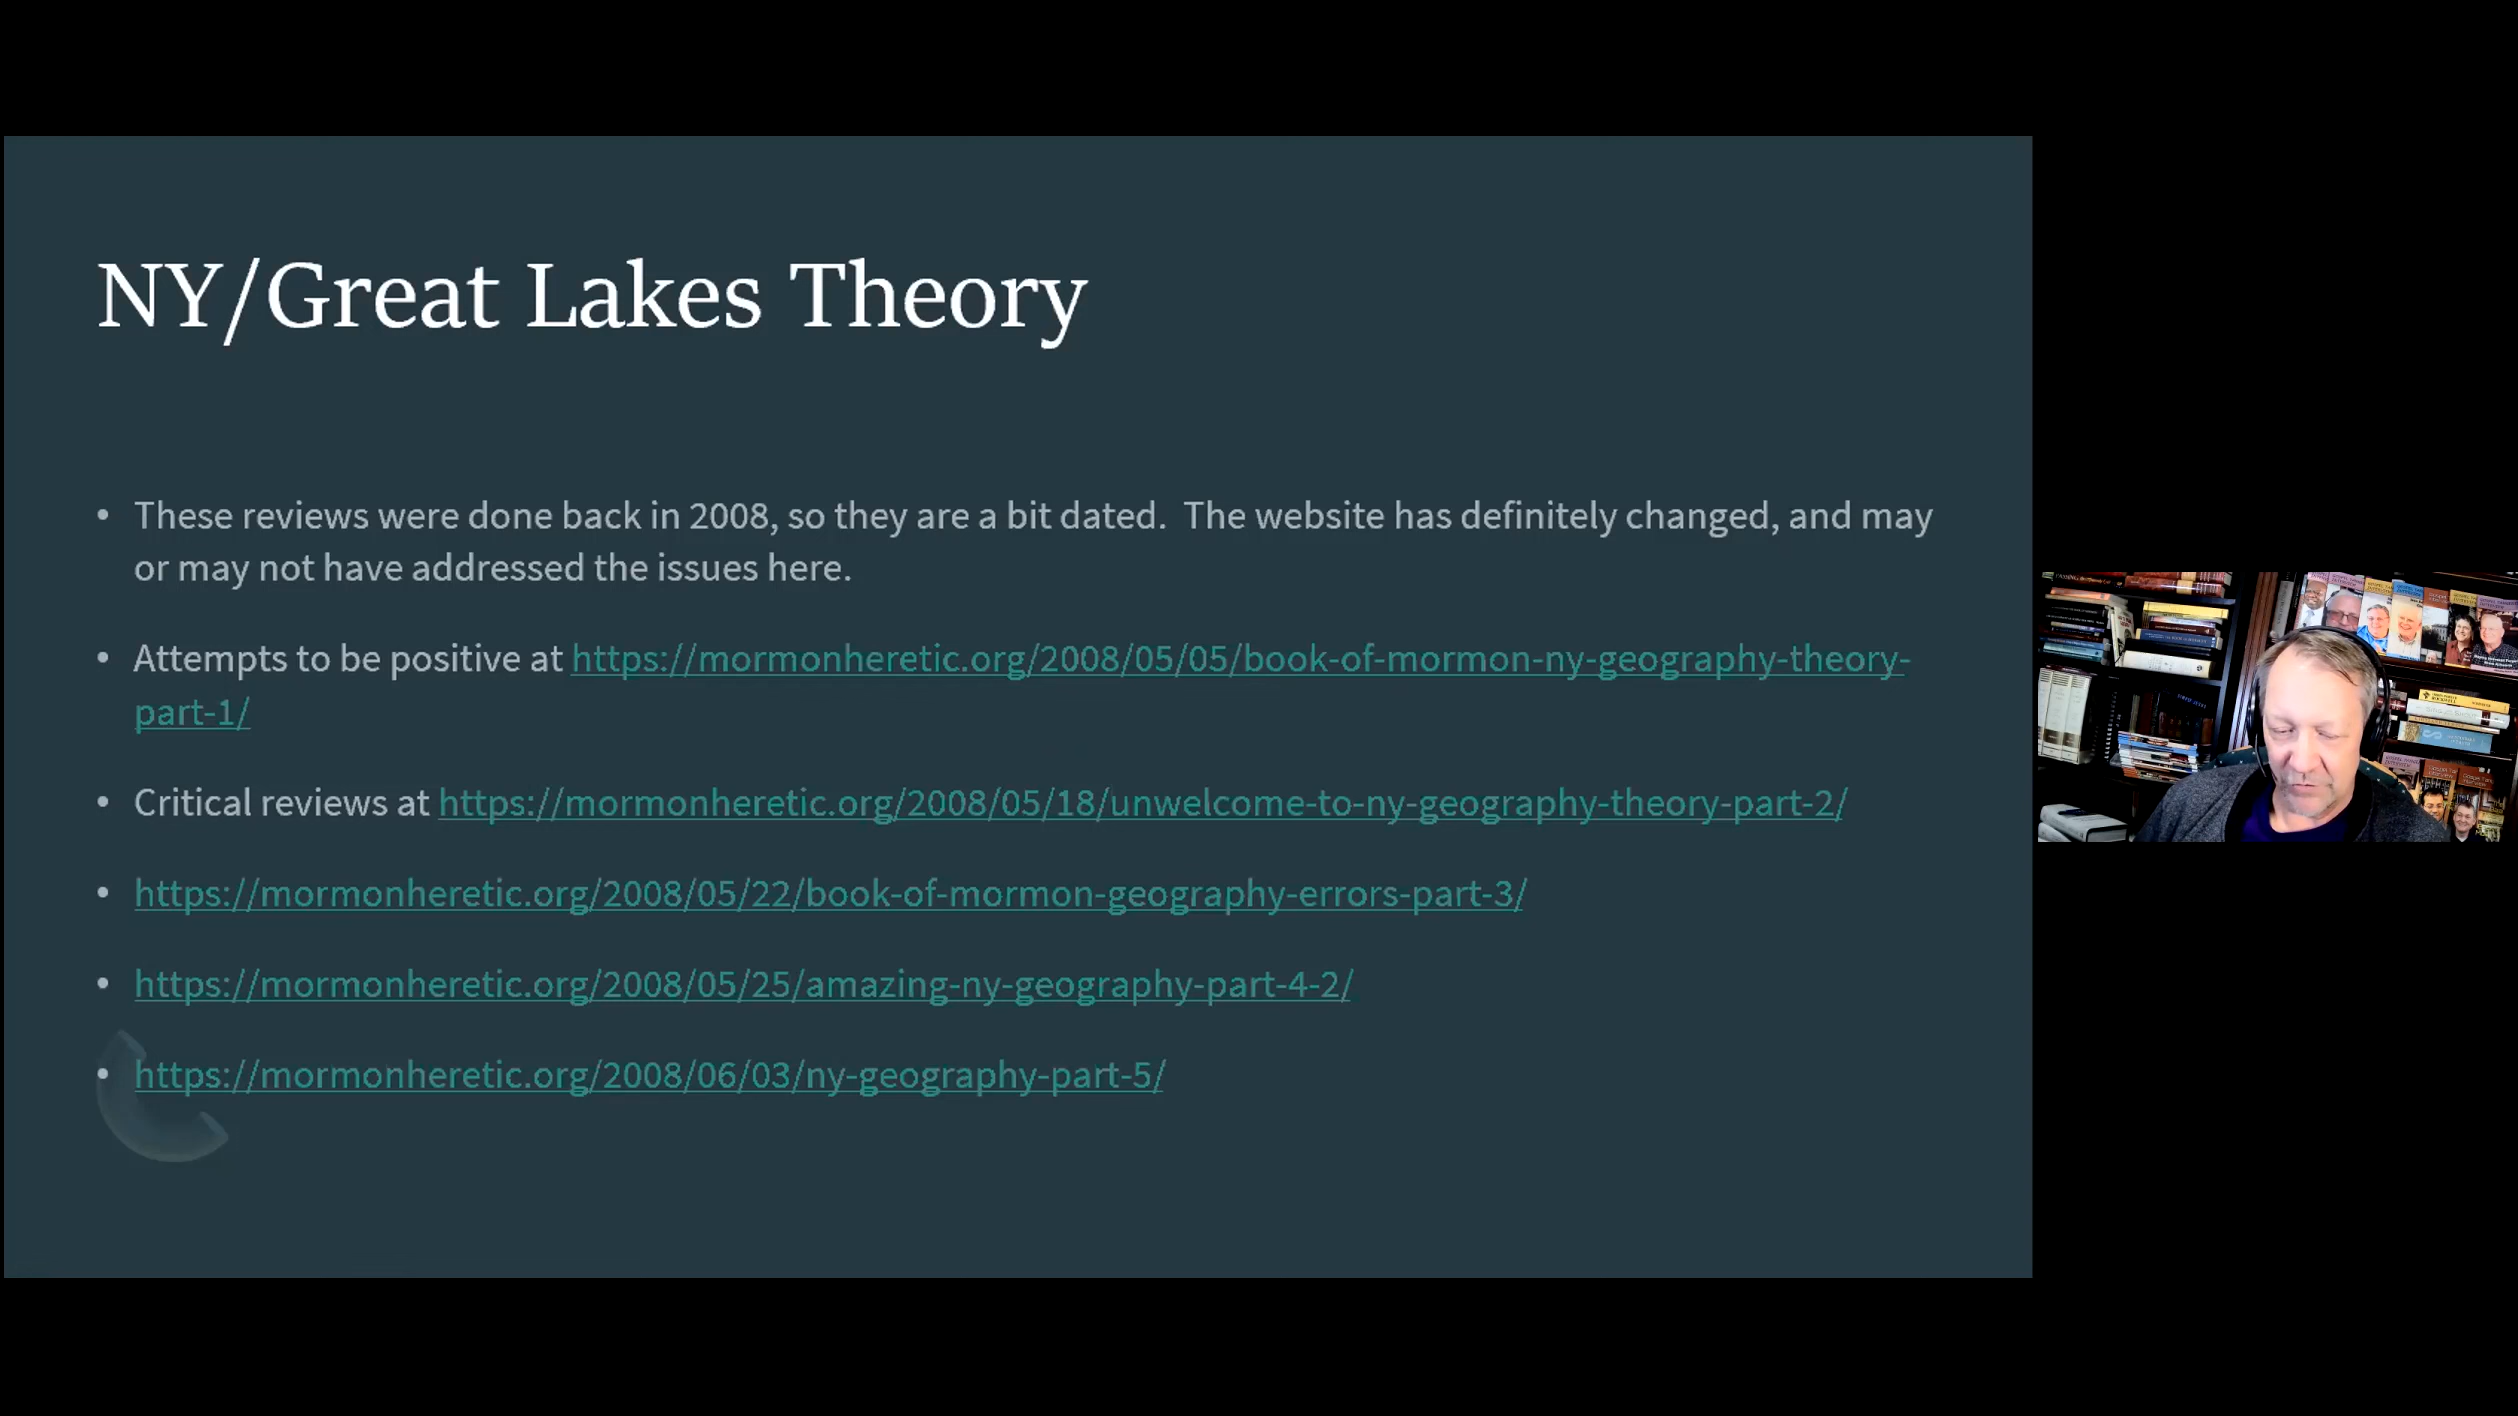 NY/Great Lakes Theory
• These reviews were done back in 2008, so they are a bit dated.  The website has definitely changed, and may
or may not have addressed the issues here.
• Attempts to be positive at https://mormonheretic.org/2008/05/05/book-of-mormon-ny-geography-theory-
part-1/
• Critical reviews at https://mormonheretic.org/2008/05/18/unwelcome-to-ny-geography-theory-part-2/
• https://mormonheretic.org/2008/05/22/book-of-mormon-geography-errors-part-3/
• https://mormonheretic.org/2008/05/25/amazing-ny-geography-part-4-2/
• https://mormonheretic.org/2008/06/03/ny-geography-part-5/